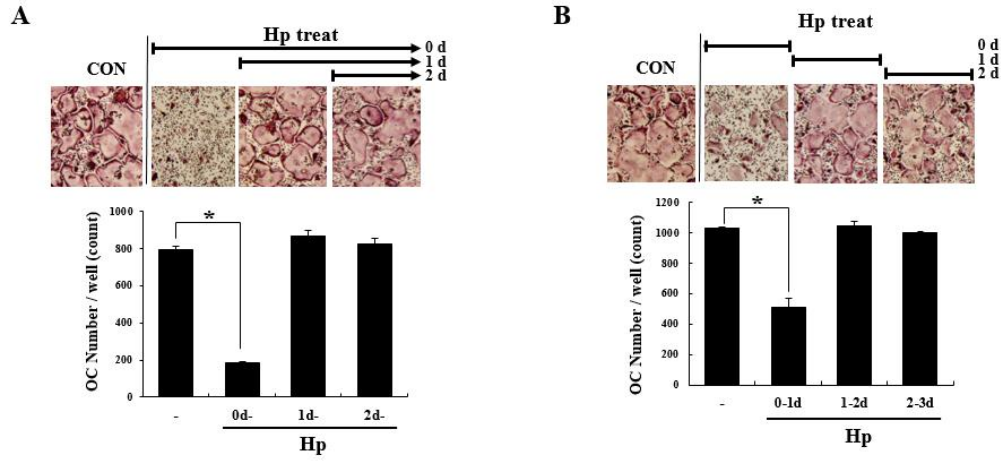 A
Hp treat
0 d
1 d
2 d
CON
OC Number / well (count)
1000
800
600
400
200
0
*
- 0d- 1d- 2d-
Hp
B
Hp treat
0 d
1 d
2 d
CON
OC Number / well (count)
1200
1000
800
600
400
200
0
*
- 0-1d 1-2d 2-3d
Hp